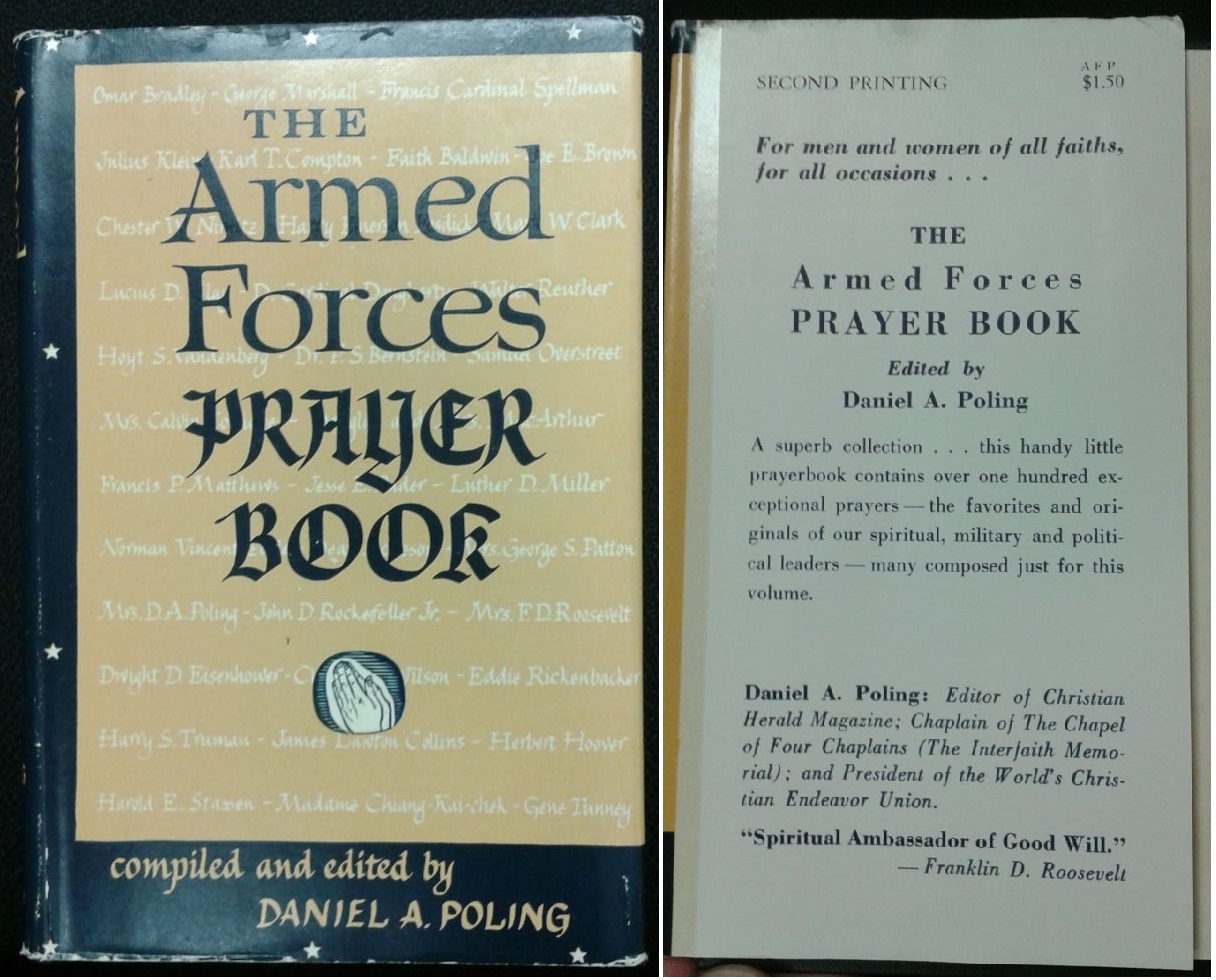 Omar Bradley - George Marshall - Francis Cardinal Spellman
THE
Julius Klein Karl T. Compton - Faith Baldwin - E. Brown
Armed
Chester W. W. Clark
Forces
Lucius D. Walter Reuther
Hoyt S. Vandenberg - Dr. P. S. Bernstein - Samuel Overstreet
PRAYER
Mrs. Calvin
Francis P. Matthews - Jesse - Luther D. Miller
BOOK
Norman Vincent Mrs. George S. Patton
Mrs. D.A. Poling - John D. Rockefeller Jr. - Mrs. F.D. Roosevelt
Dwight D Eisenhower - Wilson - Eddie Rickenbacker
Harry S. Truman - James Lawton Collins - Herbert Hoover
Harold E. Stassen - Madame Chiang-Kai-chek - Gene Tunney
compiled and edited by
DANIEL A. POLING
AFP
SECOND PRINTING $1.50
For men and women of all faiths,
for all occasions . . .
THE
Armed Forces
PRAYER BOOK
Edited by
Daniel A. Poling
A superb collection . . . this handy little
prayerbook contains over one hundred ex-
ceptional prayers — the favorites and ori-
ginals of our spiritual, military and politi-
cal leaders — many composed just for this
volume.
Daniel A. Poling: Editor of Christian
Herald Magazine; Chaplain of The Chapel
of Four Chaplains (The Interfaith Memo-
rial); and President of the World's Chris-
tian Endeavor Union.
"Spiritual Ambassador of Good Will."
— Franklin D. Roosevelt